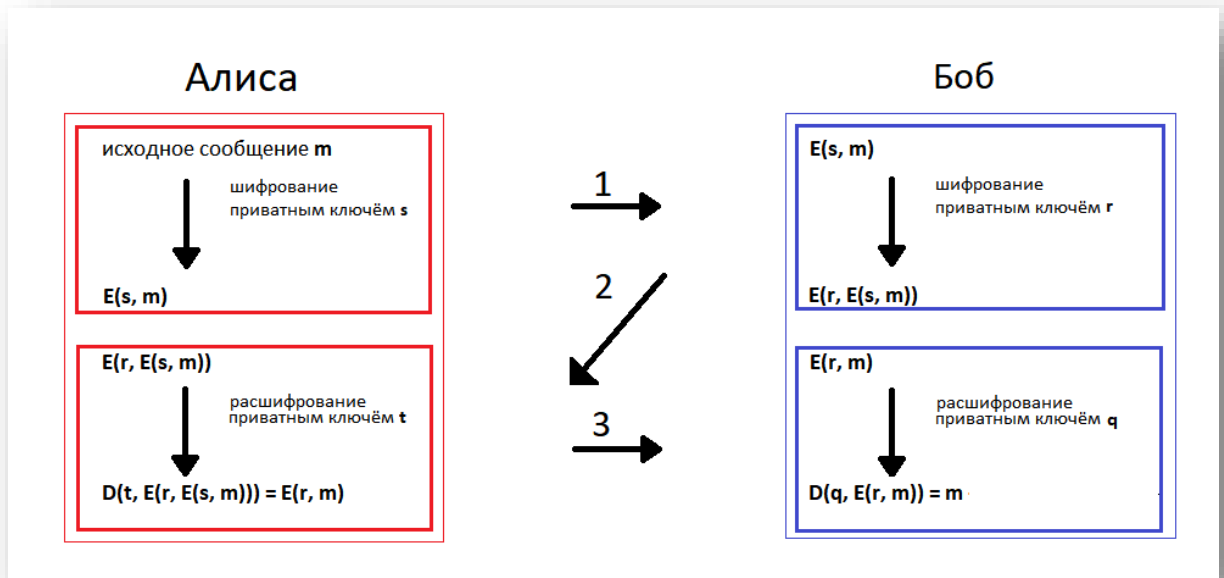 Алиса
исходное сообщение m
шифрование
приватным ключём s
E(s, m)
E(r, E(s, m))
расшифрование
приватным ключём t
D(t, E(r, E(s, m))) = E(r, m)
1
2
3
Боб
E(s, m)
шифрование
приватным ключём r
E(r, E(s, m))
E(r, m)
расшифрование
приватным ключём q
D(q, E(r, m)) = m